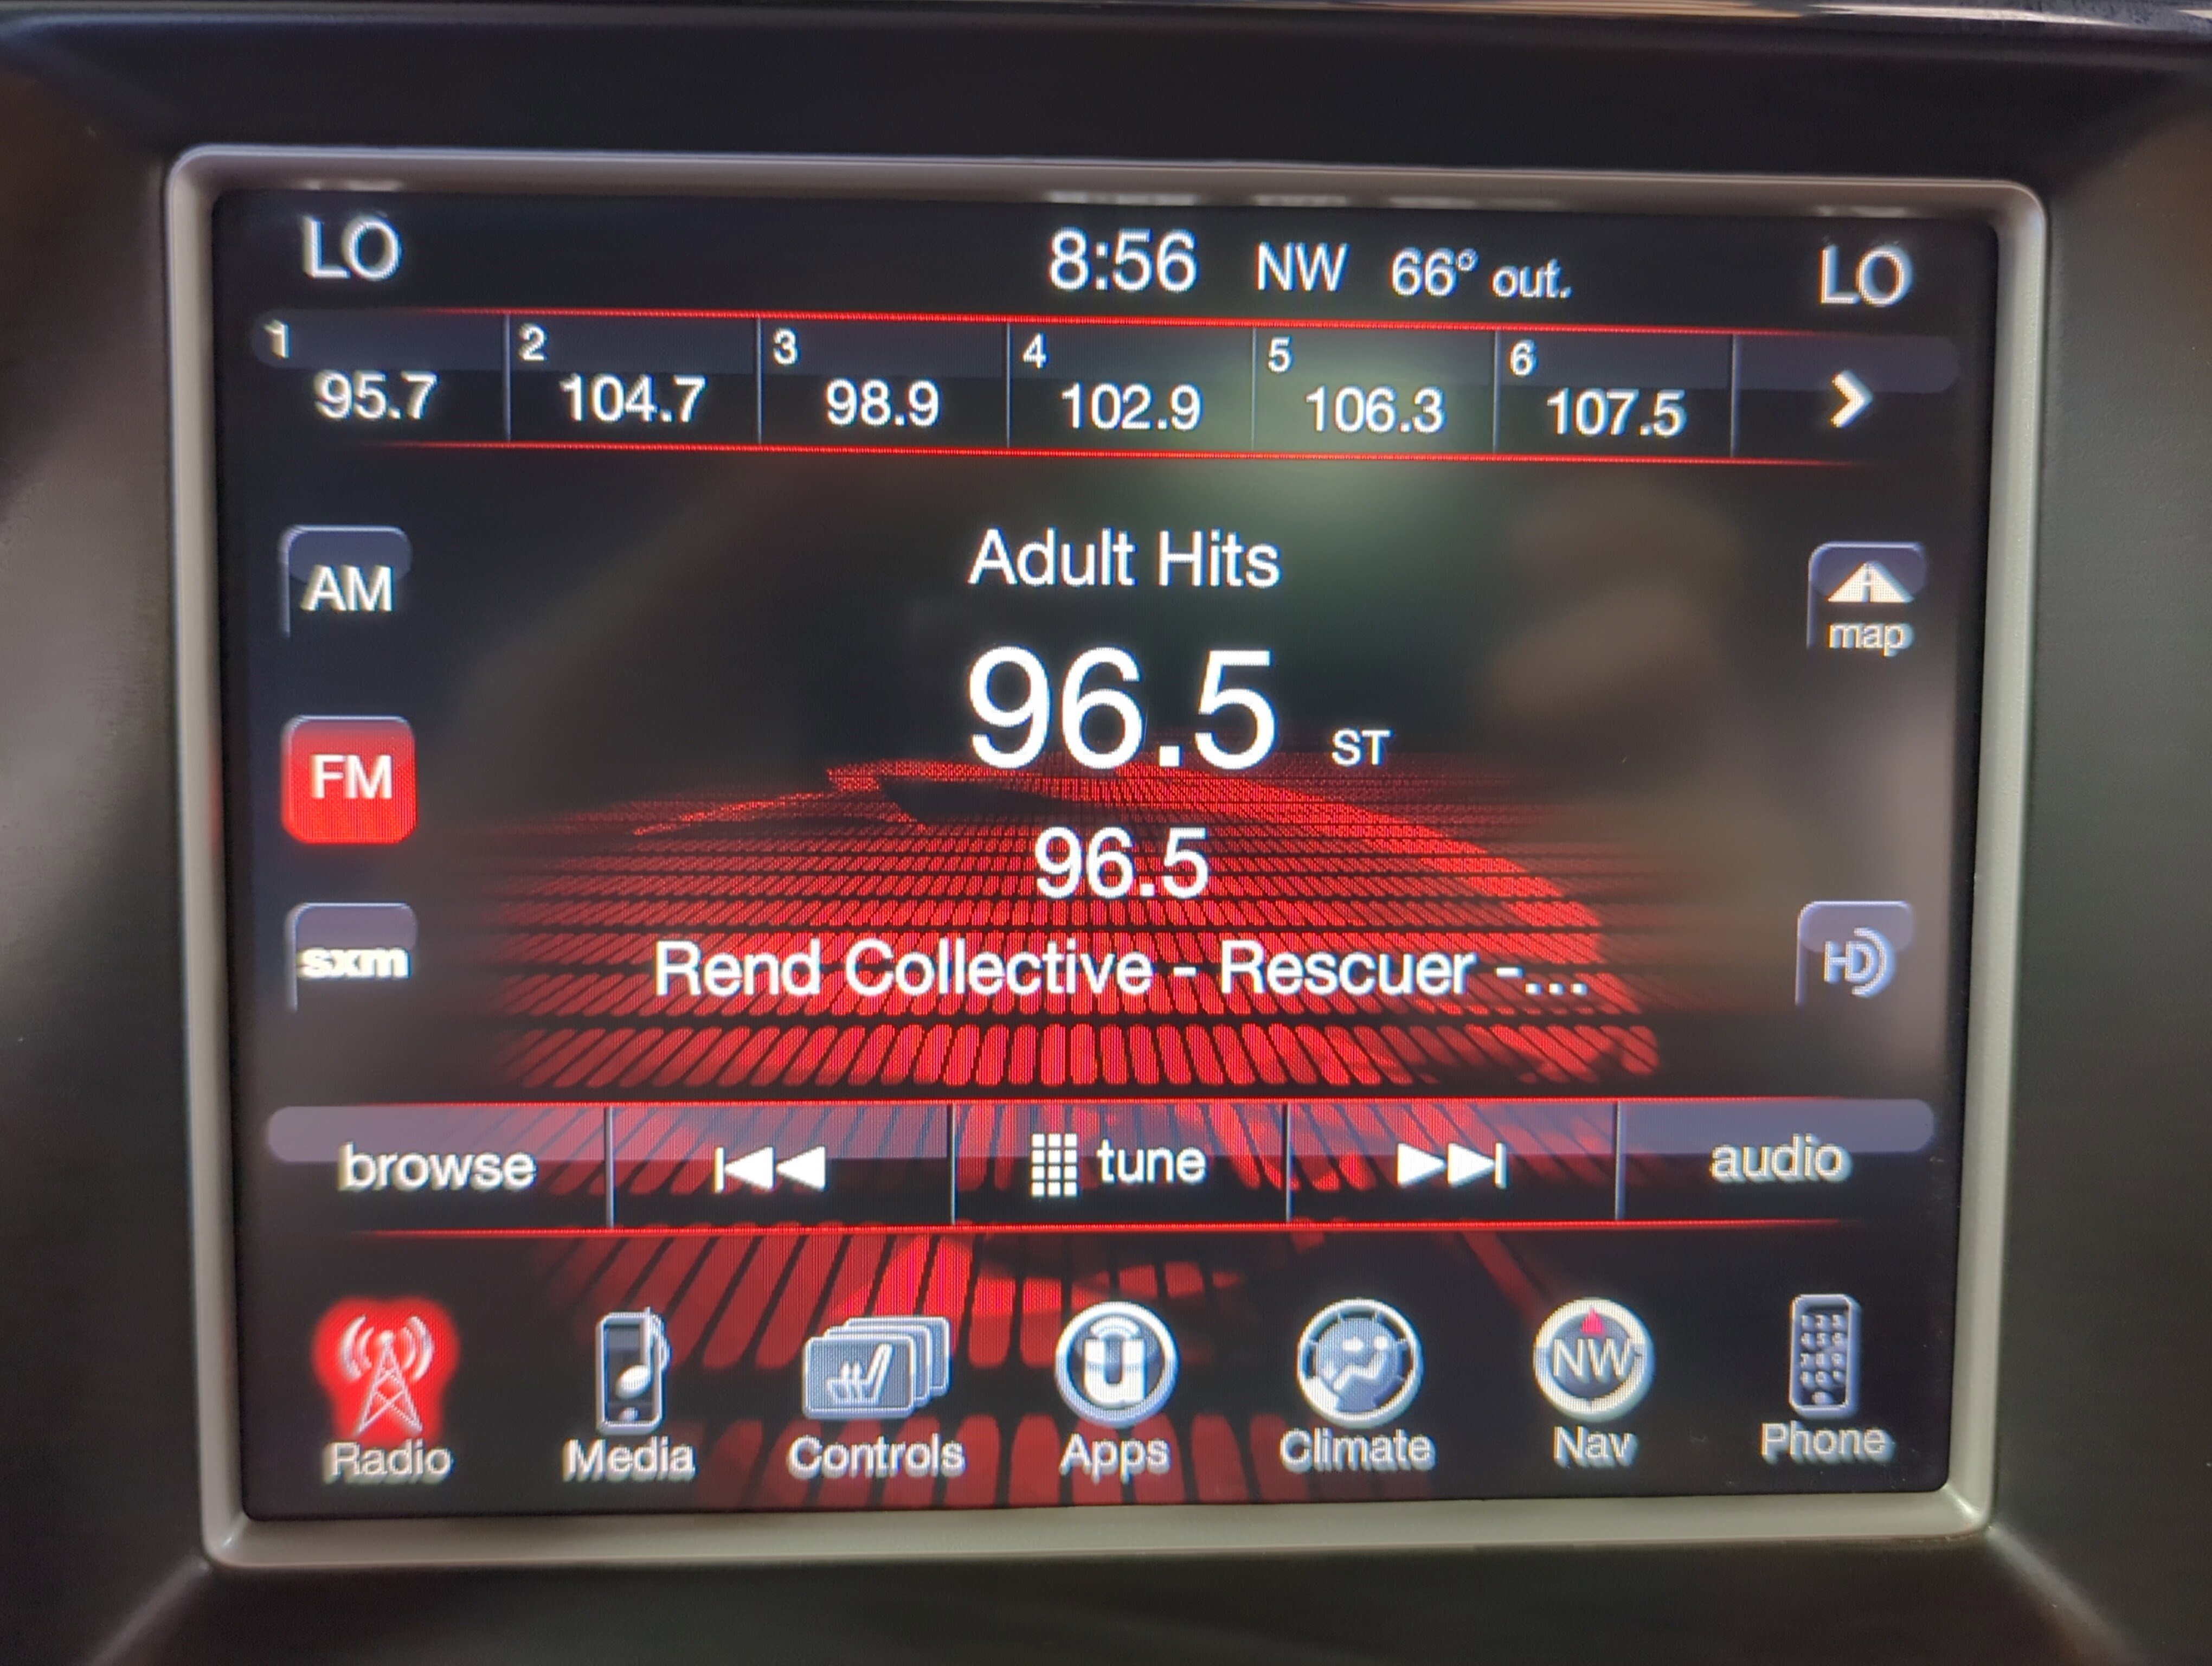 LO 8:56 NW 66° out. LO
1 2 3 4 5 6
95.7 104.7 98.9 102.9 106.3 107.5
Adult Hits
AM
map
96.5 ST
FM
96.5
sxm
Rend Collective - Rescuer -...
HD
browse tune audio
NW
Radio Media Controls Apps Climate Nav Phone